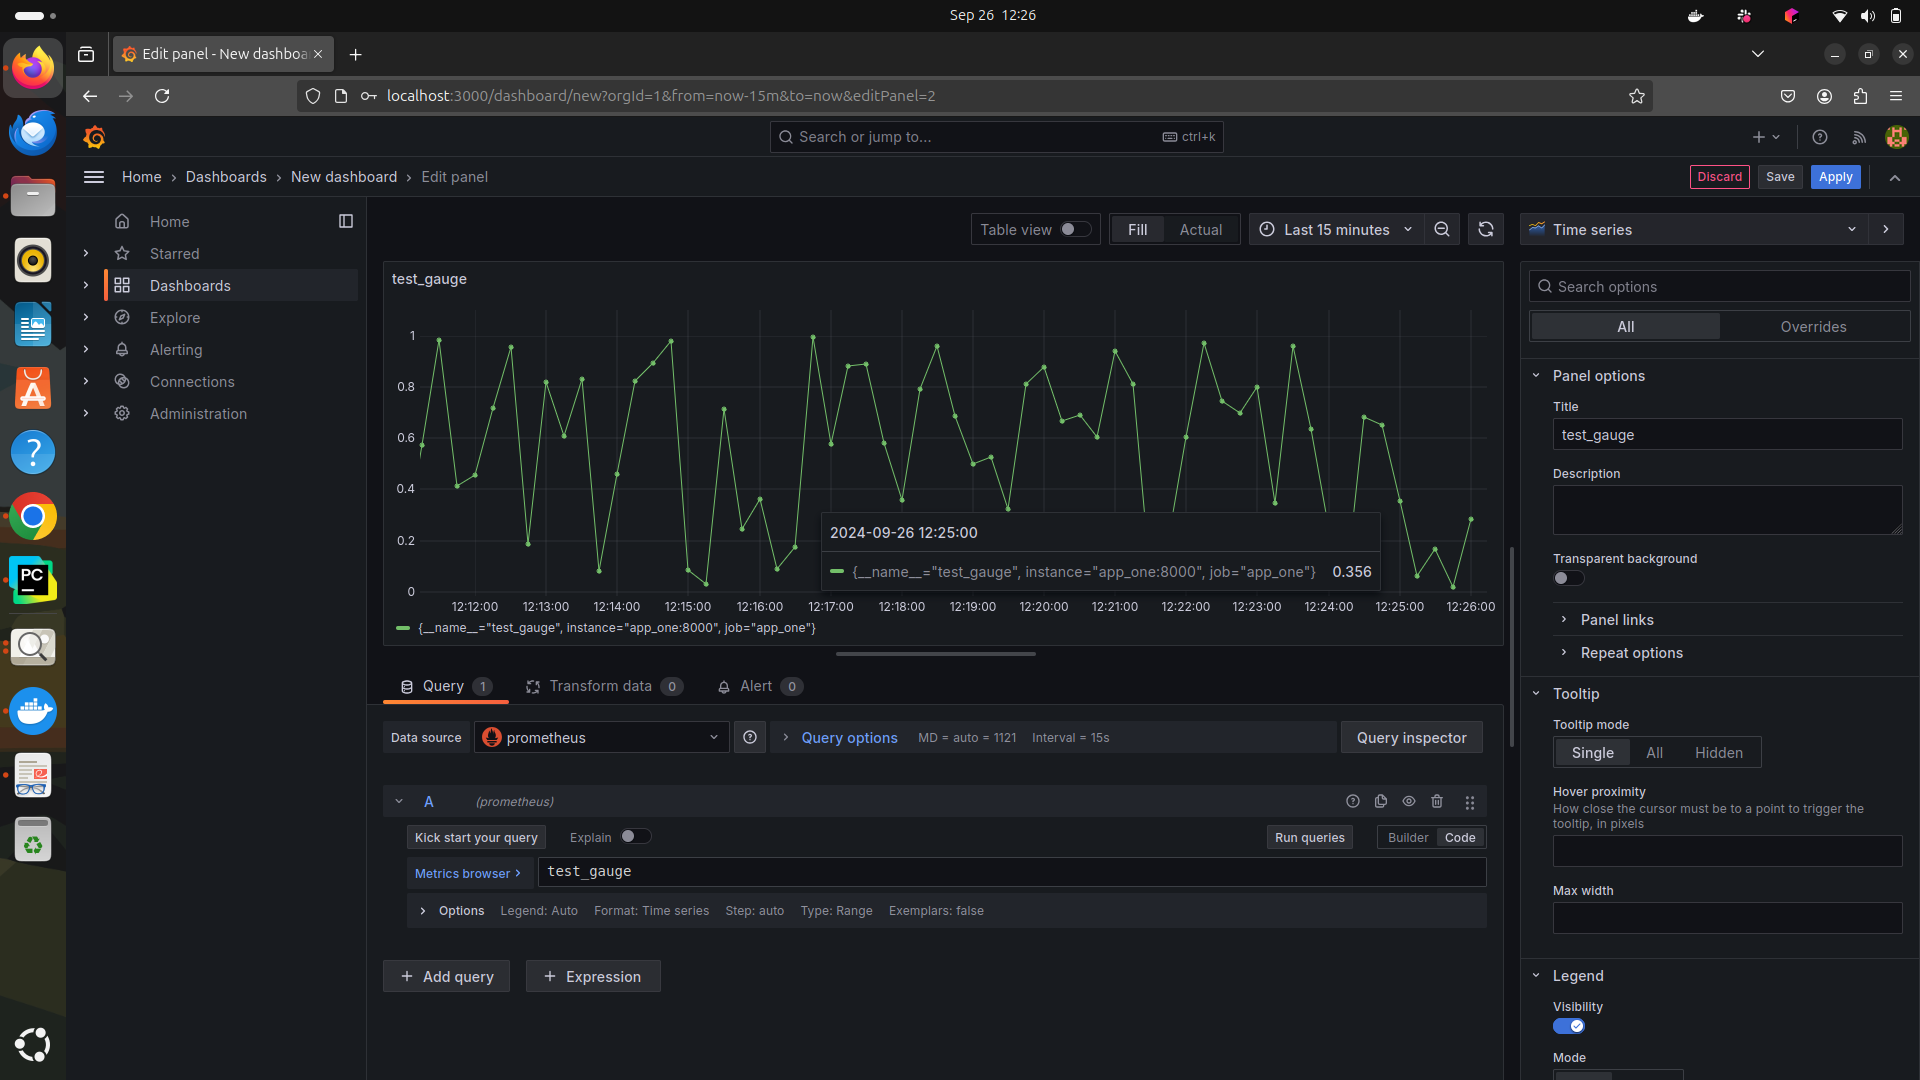 Sep 26 12:26
Edit panel - New dashboa
localhost:3000/dashboard/new?orgId=1&from=now-15m&to=now&editPanel=2
Search or jump to...
ctrl+k
Home › Dashboards › New dashboard › Edit panel
Discard
Save
Apply
Home
Starred
Dashboards
Explore
Alerting
Connections
Administration
Table view
Fill
Actual
Last 15 minutes
Time series
test_gauge
1
0.8
0.6
0.4
0.2
0
12:12:00 12:13:00 12:14:00 12:15:00 12:16:00 12:17:00 12:18:00 12:19:00 12:20:00 12:21:00 12:22:00 12:23:00 12:24:00 12:25:00 12:26:00
2024-09-26 12:25:00
{__name__="test_gauge", instance="app_one:8000", job="app_one"} 0.356
{__name__="test_gauge", instance="app_one:8000", job="app_one"}
Query 1
Transform data 0
Alert 0
Data source
prometheus
Query options
MD = auto = 1121
Interval = 15s
Query inspector
A
(prometheus)
Kick start your query
Explain
Run queries
Builder
Code
Metrics browser >
test_gauge
Options
Legend: Auto
Format: Time series
Step: auto
Type: Range
Exemplars: false
+ Add query
+ Expression
Search options
All
Overrides
Panel options
Title
test_gauge
Description
Transparent background
Panel links
Repeat options
Tooltip
Tooltip mode
Single
All
Hidden
Hover proximity
How close the cursor must be to a point to trigger the
tooltip, in pixels
Max width
Legend
Visibility
Mode
PC